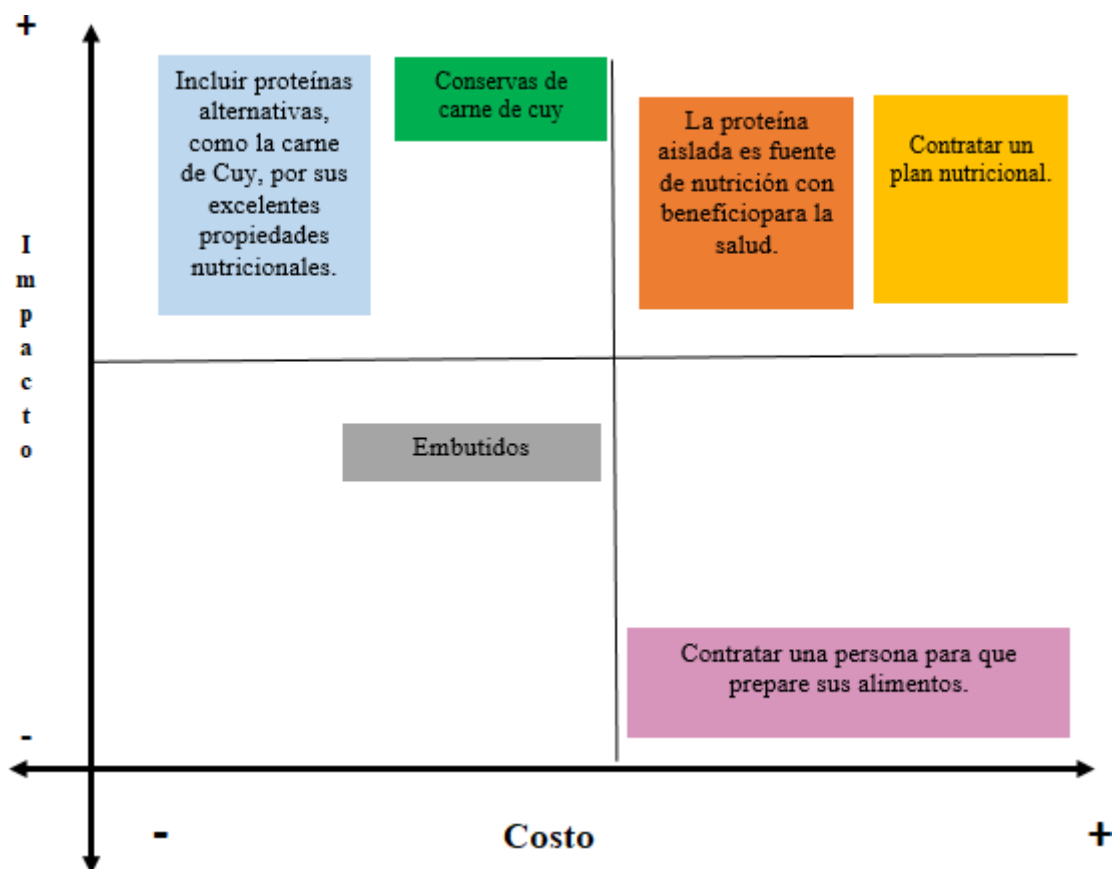 +
Incluir proteínas
alternativas,
como la carne
de Cuy, por sus
excelentes
propiedades
nutricionales.
Conservas de
carne de cuy
La proteína
aislada es fuente
de nutrición con
benefíciopara la
salud.
Contratar un
plan nutricional.
Impacto
Embutidos
Contratar una persona para que
prepare sus alimentos.
-
-
Costo
+